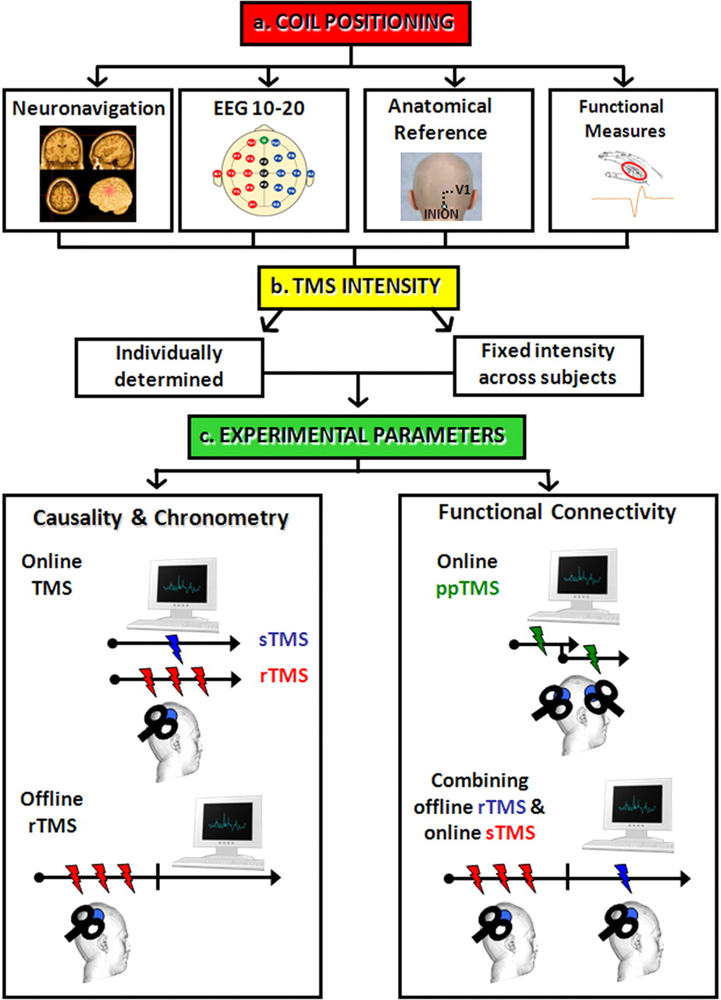 a. COIL POSITIONING
Neuronavigation
EEG 10-20
Anatomical
Reference
V1
INION
Functional
Measures
b. TMS INTENSITY
Individually
determined
Fixed intensity
across subjects
c. EXPERIMENTAL PARAMETERS
Causality & Chronometry
Online
TMS
sTMS
rTMS
Offline
rTMS
Functional Connectivity
Online
ppTMS
Combining
offline rTMS &
online sTMS